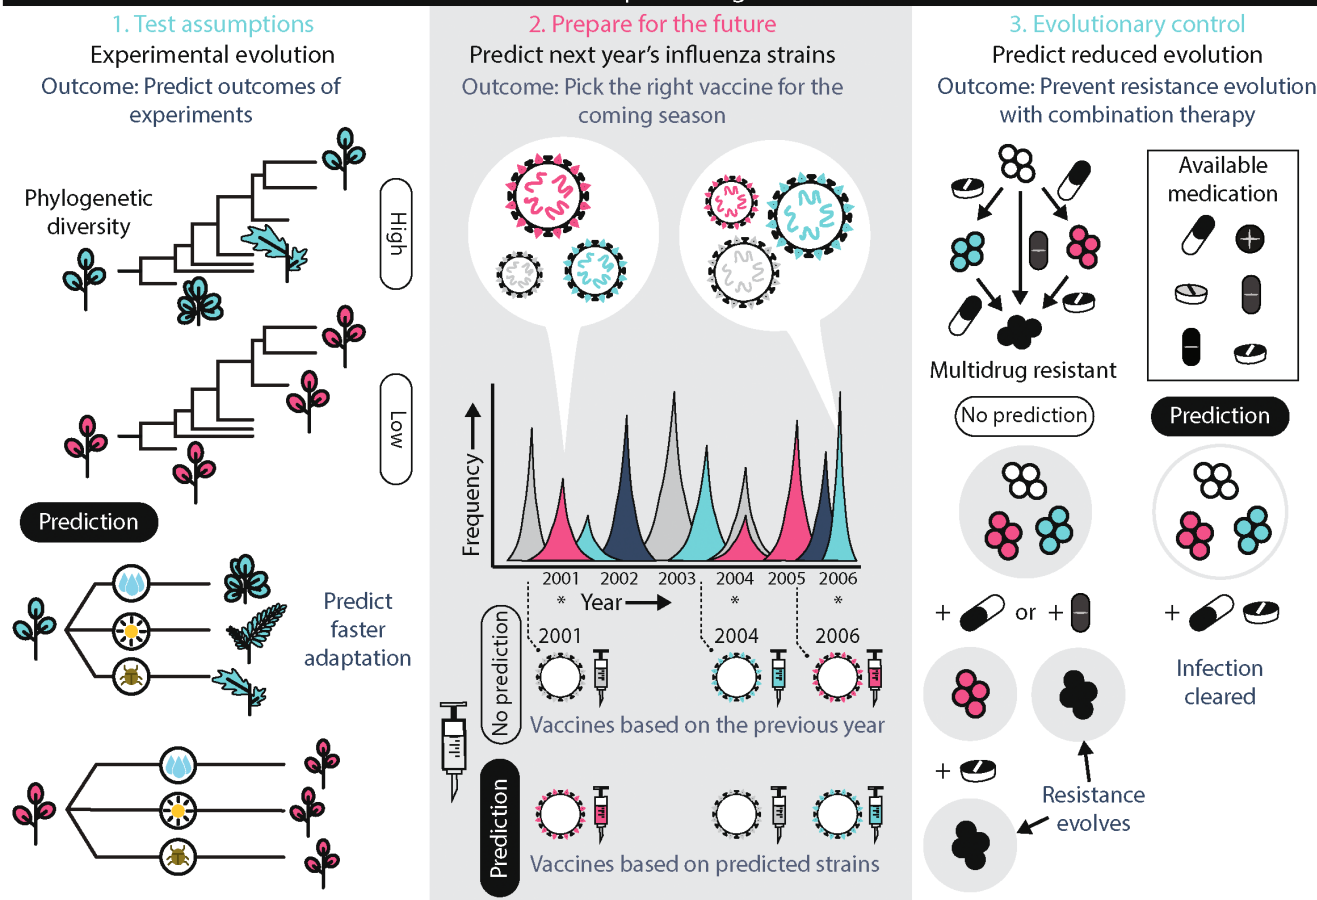 1. Test assumptions
Experimental evolution
Outcome: Predict outcomes of
experiments
Phylogenetic
diversity
High
Low
Prediction
Predict
faster
adaptation
2. Prepare for the future
Predict next year's influenza strains
Outcome: Pick the right vaccine for the
coming season
Frequency
2001
2002
2003
2004
2005
2006
*
Year
*
*
No prediction
2001
2004
2006
Vaccines based on the previous year
Prediction
Vaccines based on predicted strains
3. Evolutionary control
Predict reduced evolution
Outcome: Prevent resistance evolution
with combination therapy
Available
medication
Multidrug resistant
No prediction
Prediction
+
or
+
+
Infection
cleared
+
Resistance
evolves